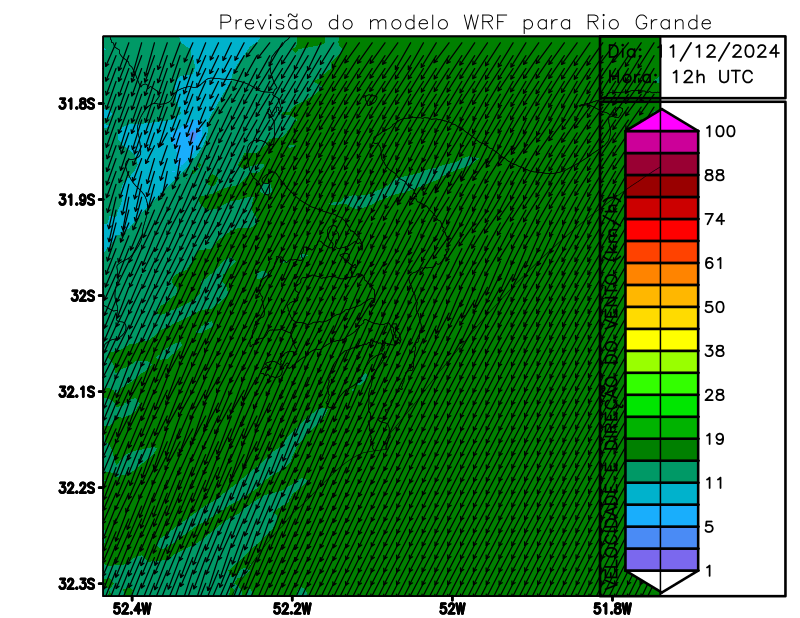 Previsão do modelo WRF para Rio Grande
Dia: 11/12/2024
Hora: 12h UTC
31.8S
31.9S
32S
32.1S
32.2S
32.3S
52.4W
52.2W
52W
51.8W
VELOCIDADE E DIREÇÃO DO VENTO (km/h)
100
88
74
61
50
38
28
19
11
5
1